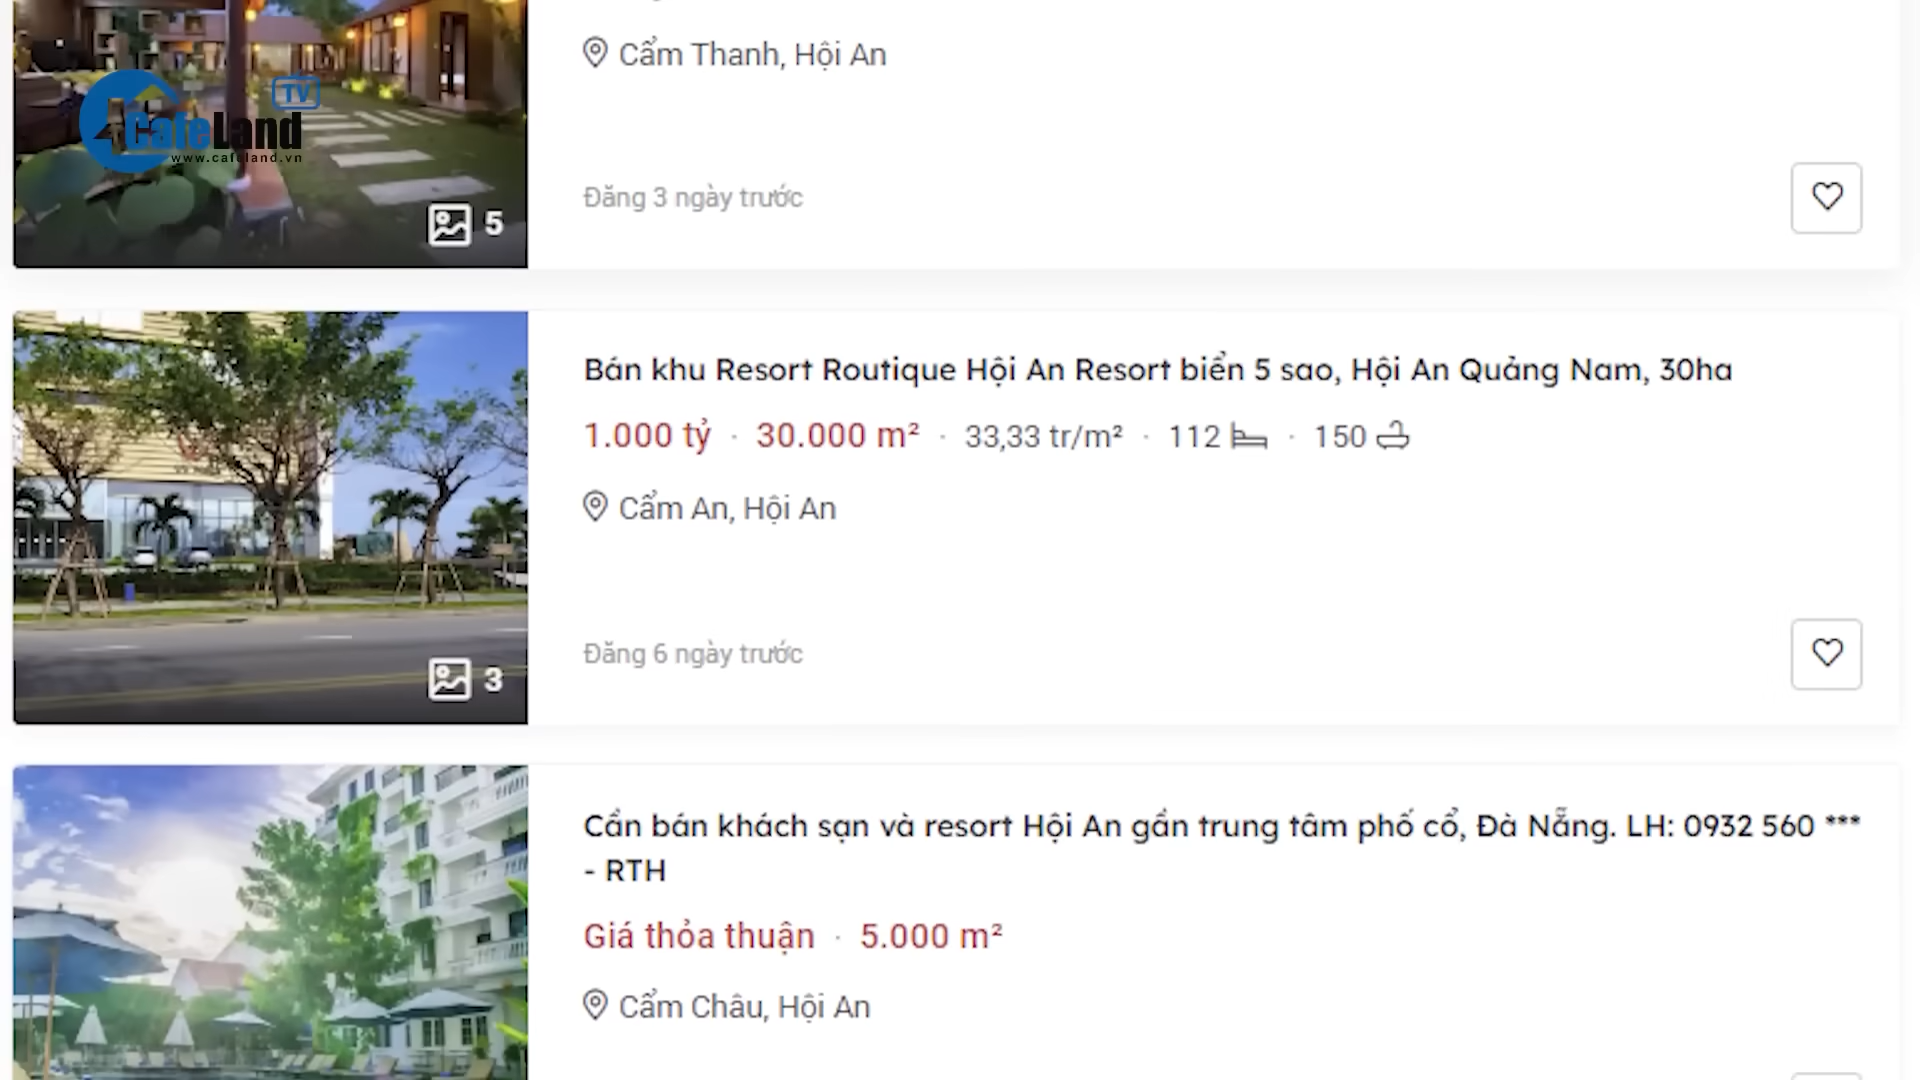 Cẩm Thanh, Hội An
TV
CafeLand
www.cafeland.vn
Đăng 3 ngày trước
5
Bán khu Resort Routique Hội An Resort biển 5 sao, Hội An Quảng Nam, 30ha
1.000 tỷ · 30.000 m² · 33,33 tr/m² · 112 · 150
Cẩm An, Hội An
Đăng 6 ngày trước
3
Cần bán khách sạn và resort Hội An gần trung tâm phố cổ, Đà Nẵng. LH: 0932 560 ***
- RTH
Giá thỏa thuận · 5.000 m²
Cẩm Châu, Hội An